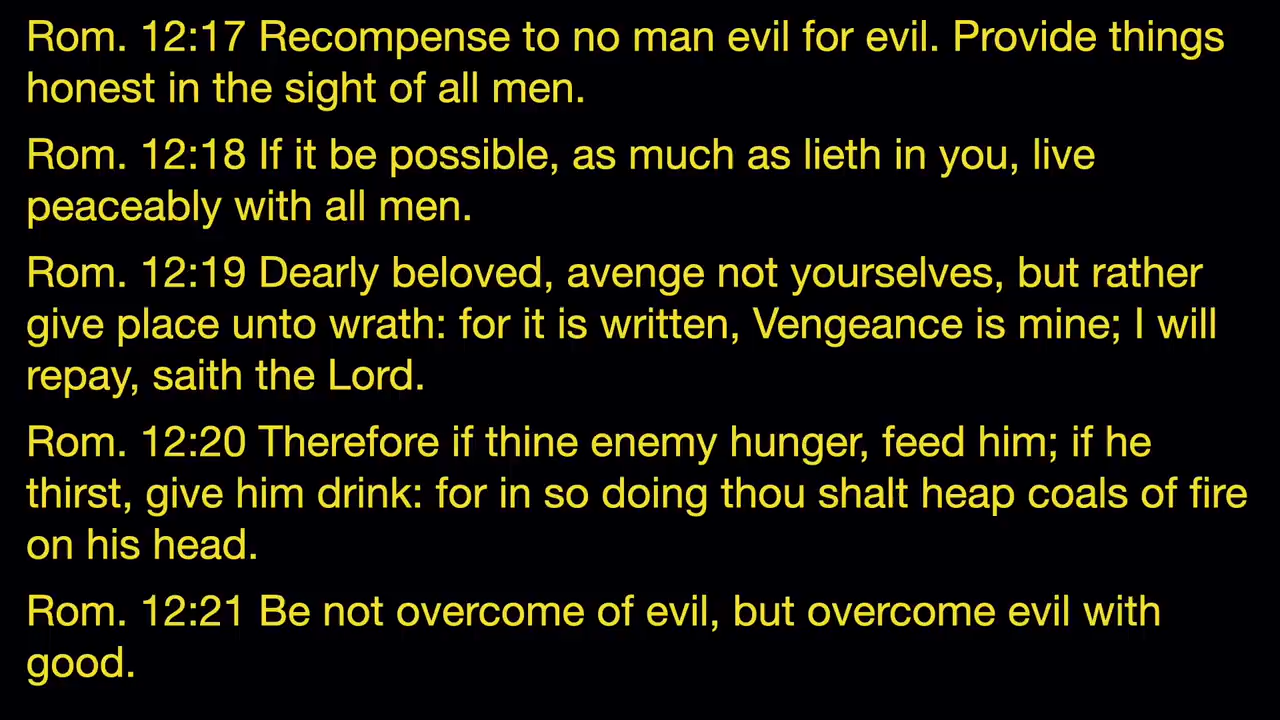 Rom. 12:17 Recompense to no man evil for evil. Provide things
honest in the sight of all men.
Rom. 12:18 If it be possible, as much as lieth in you, live
peaceably with all men.
Rom. 12:19 Dearly beloved, avenge not yourselves, but rather
give place unto wrath: for it is written, Vengeance is mine; I will
repay, saith the Lord.
Rom. 12:20 Therefore if thine enemy hunger, feed him; if he
thirst, give him drink: for in so doing thou shalt heap coals of fire
on his head.
Rom. 12:21 Be not overcome of evil, but overcome evil with
good.